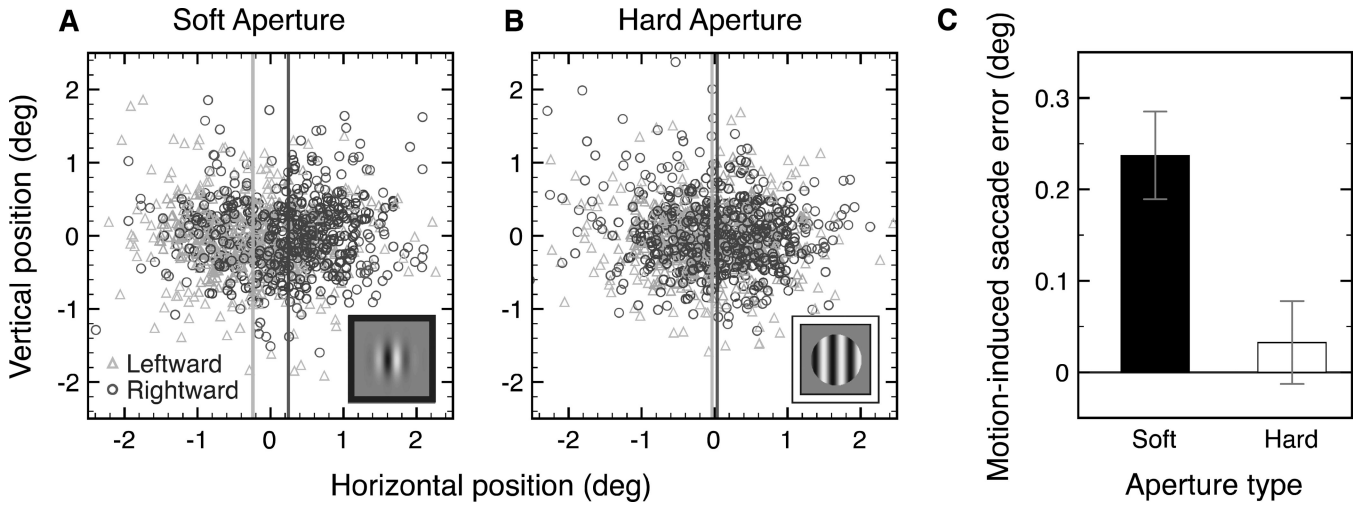 A Soft Aperture
Vertical position (deg)
2
1
0
-1
-2
Leftward
Rightward
-2 -1 0 1 2
B Hard Aperture
2
1
0
-1
-2
-2 -1 0 1 2
Horizontal position (deg)
C
Motion-induced saccade error (deg)
0.3
0.2
0.1
0
Soft Hard
Aperture type